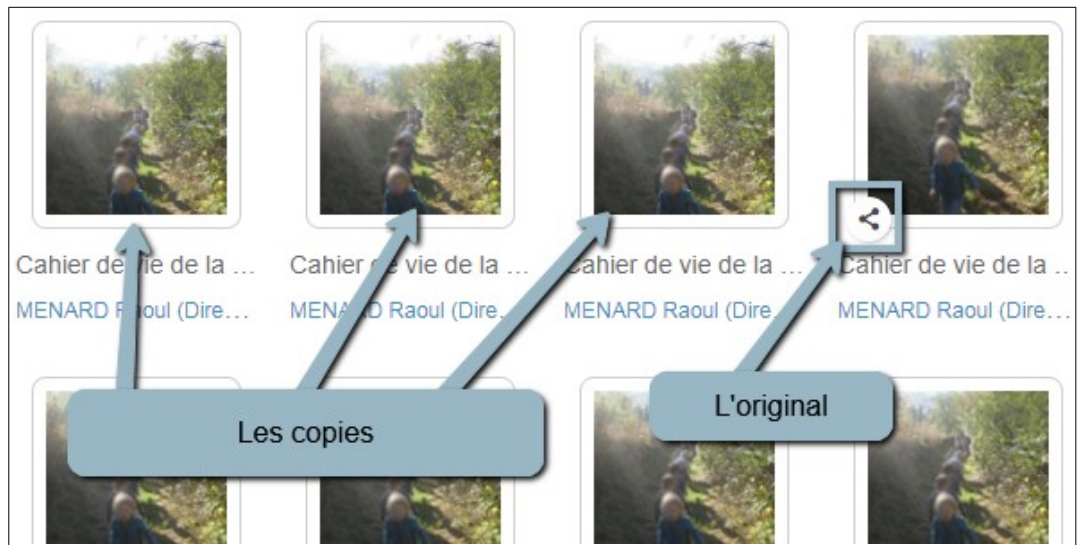 Cahier de vie de la ... Cahier de vie de la ... Cahier de vie de la ... Cahier de vie de la ..
MENARD Raoul (Dire... MENARD Raoul (Dire... MENARD Raoul (Dire... MENARD Raoul (Dire...
L'original
Les copies